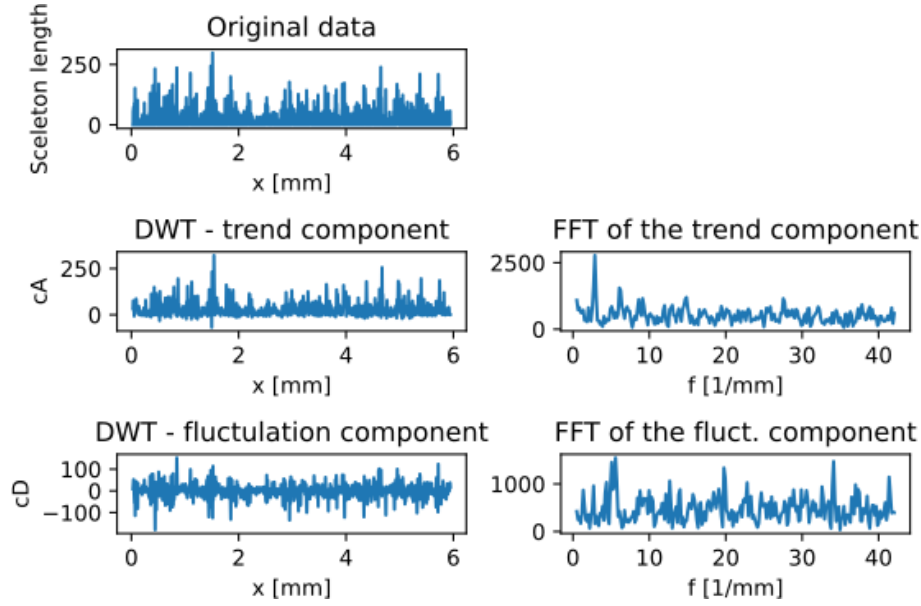 Original data
Sceleton length
250
0
0 2 4 6
x [mm]
DWT - trend component
cA
250
0
0 2 4 6
x [mm]
FFT of the trend component
2500
0
0 10 20 30 40
f [1/mm]
DWT - fluctulation component
cD
100
0
−100
0 2 4 6
x [mm]
FFT of the fluct. component
1000
0
0 10 20 30 40
f [1/mm]